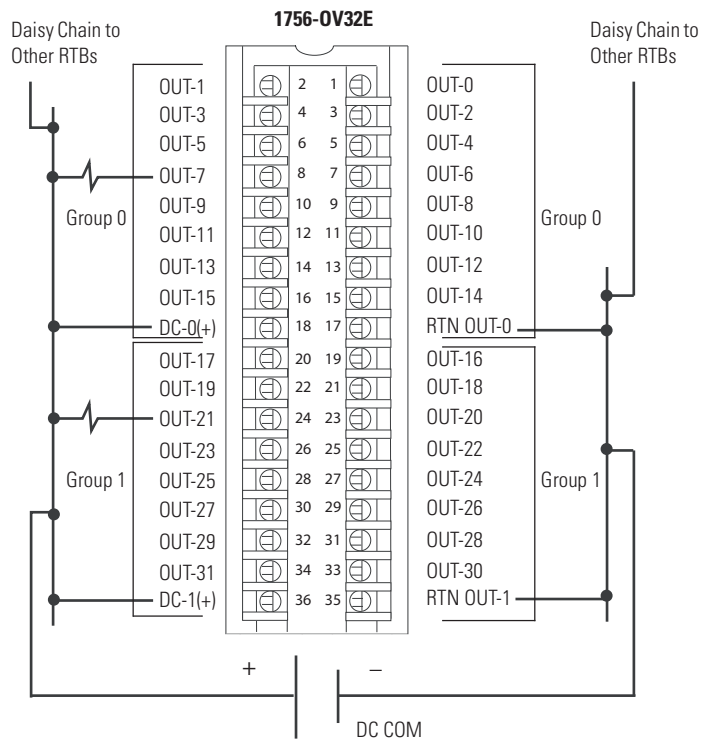 1756-OV32E
Daisy Chain to
Other RTBs
Daisy Chain to
Other RTBs
OUT-1 2 1 OUT-0
OUT-3 4 3 OUT-2
OUT-5 6 5 OUT-4
OUT-7 8 7 OUT-6
OUT-9 10 9 OUT-8
Group 0 Group 0
OUT-11 12 11 OUT-10
OUT-13 14 13 OUT-12
OUT-15 16 15 OUT-14
DC-0(+) 18 17 RTN OUT-0
OUT-17 20 19 OUT-16
OUT-19 22 21 OUT-18
OUT-21 24 23 OUT-20
OUT-23 26 25 OUT-22
Group 1 OUT-25 28 27 OUT-24 Group 1
OUT-27 30 29 OUT-26
OUT-29 32 31 OUT-28
OUT-31 34 33 OUT-30
DC-1(+) 36 35 RTN OUT-1
+ –
DC COM